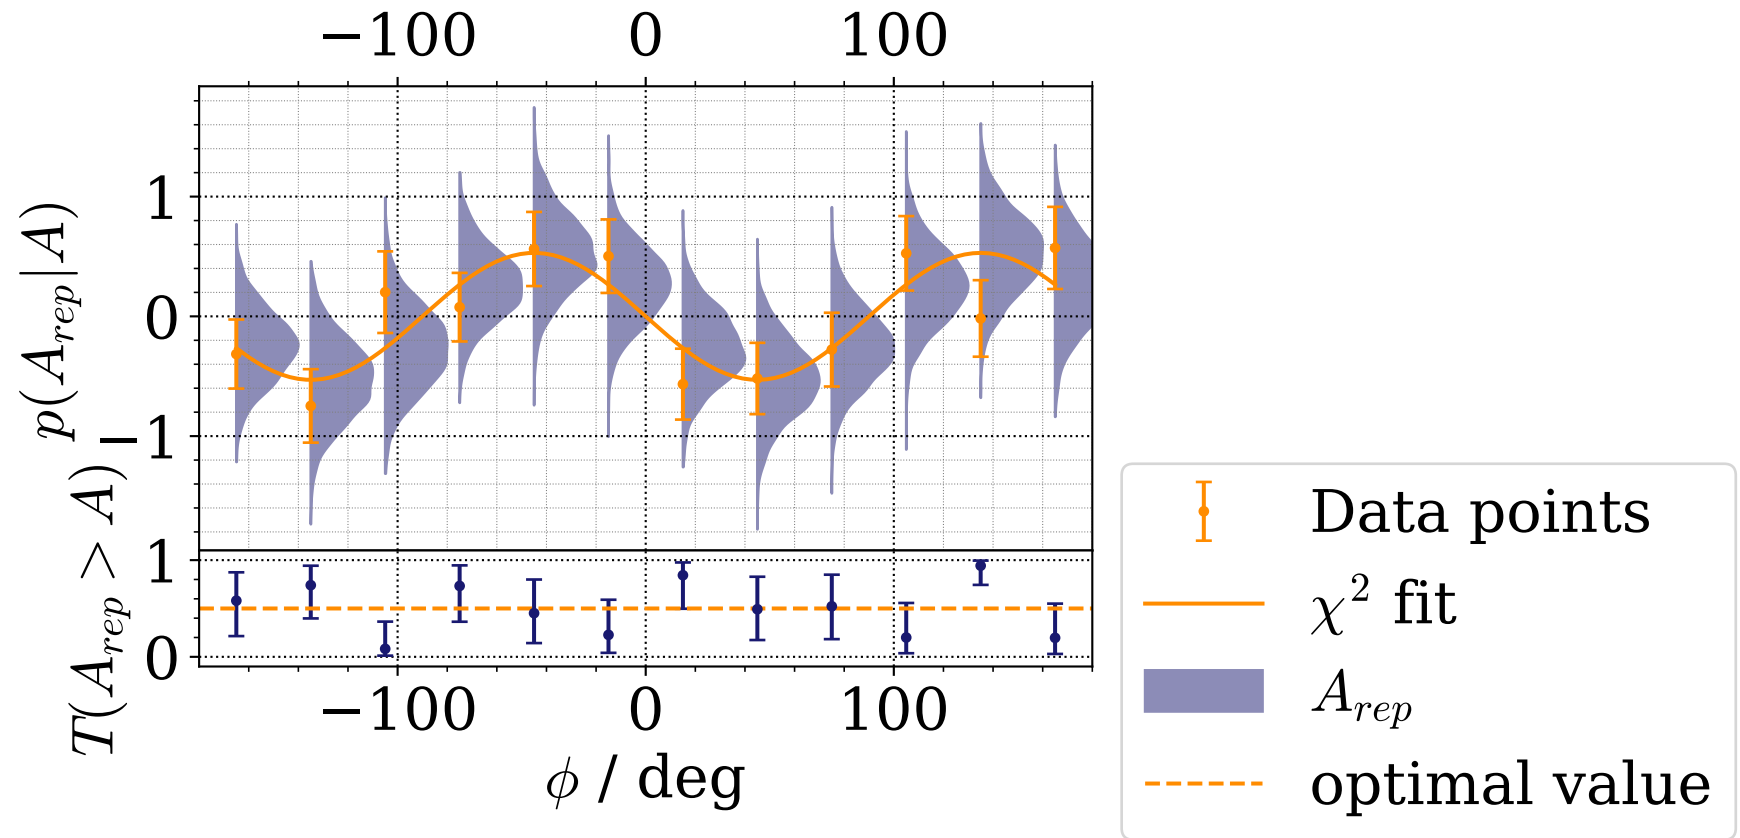 −100 0 100
p(A_rep|A)
1
0
−1
T(A_rep > A)
1
0
−100 0 100
ϕ / deg
Data points
χ² fit
A_rep
optimal value